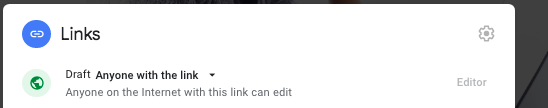 Links
Draft Anyone with the link
Anyone on the Internet with this link can edit
Editor